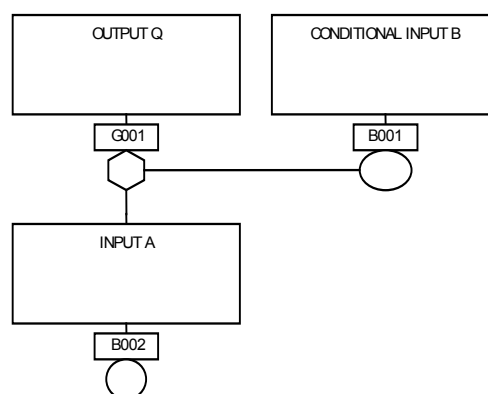 OUTPUT Q
CONDITIONAL INPUT B
G001
B001
INPUT A
B002